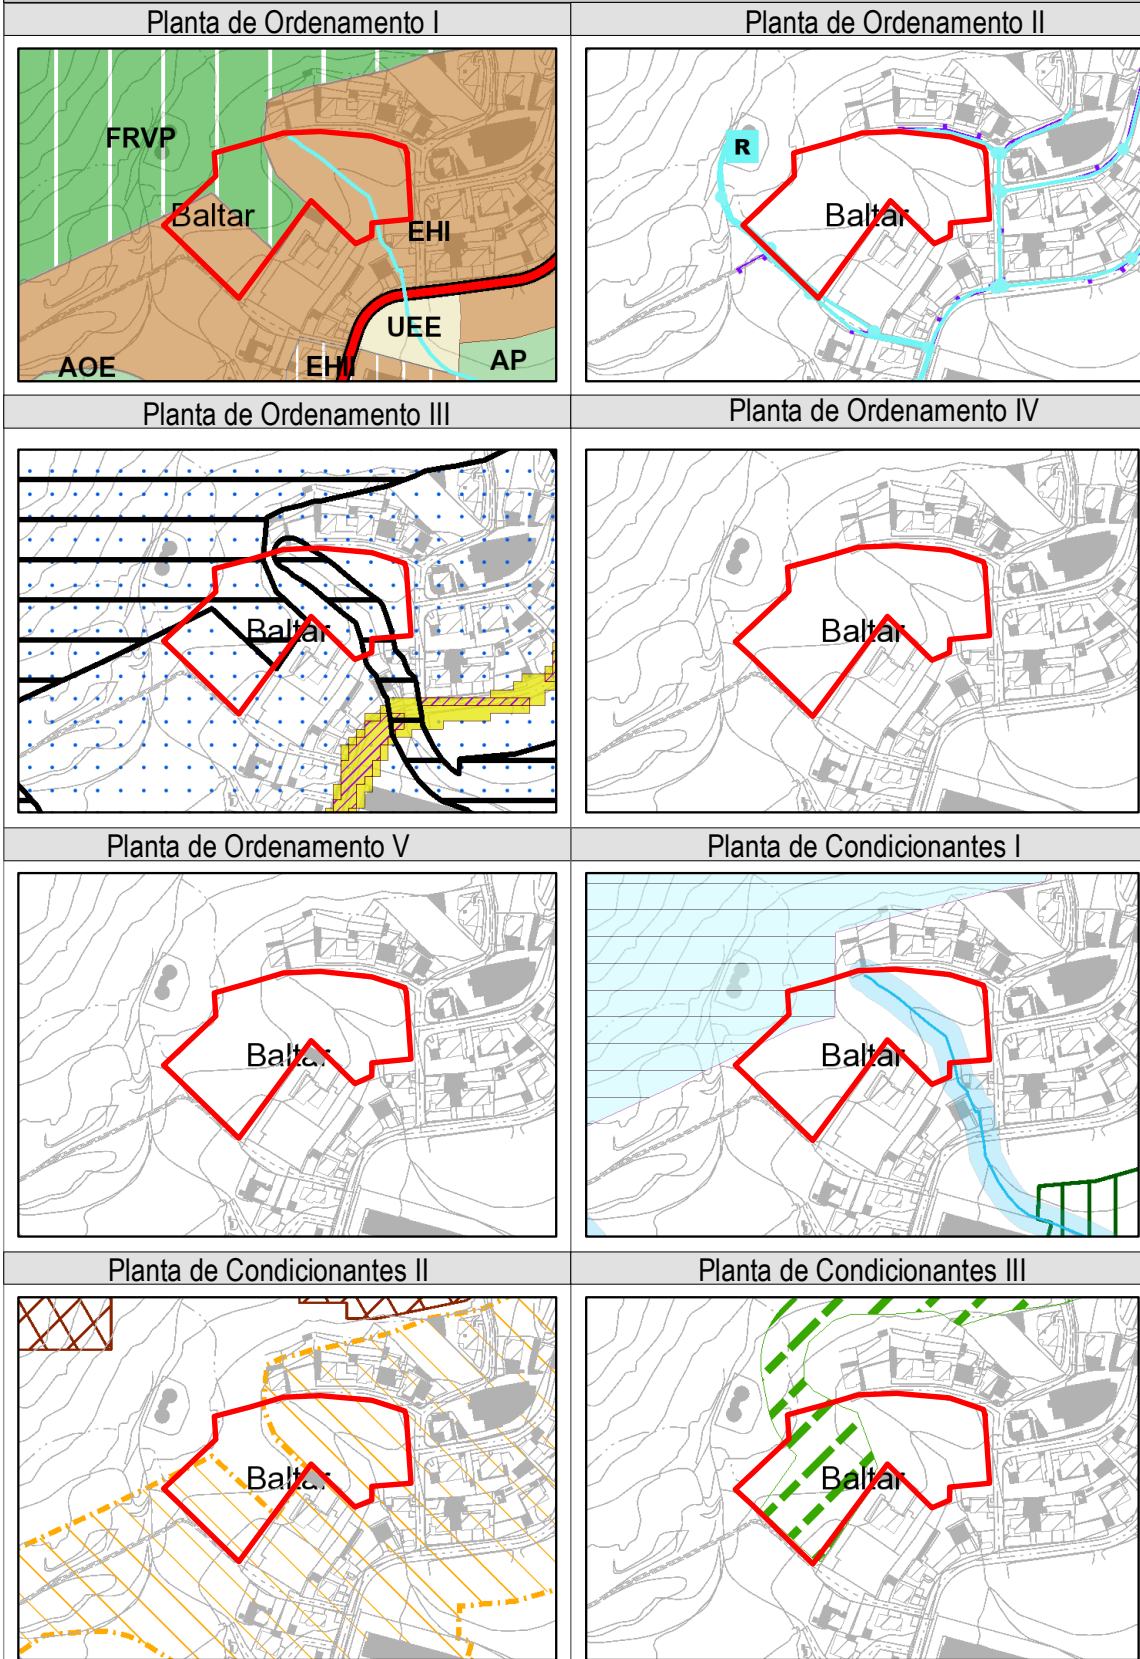 Planta de Ordenamento I
Planta de Ordenamento II
FRVP
Baltar
EHI
UEE
AOE
EHII
AP
R
Baltar
Planta de Ordenamento III
Planta de Ordenamento IV
Baltar
Baltar
Planta de Ordenamento V
Planta de Condicionantes I
Baltar
Baltar
Planta de Condicionantes II
Planta de Condicionantes III
Baltar
Baltar